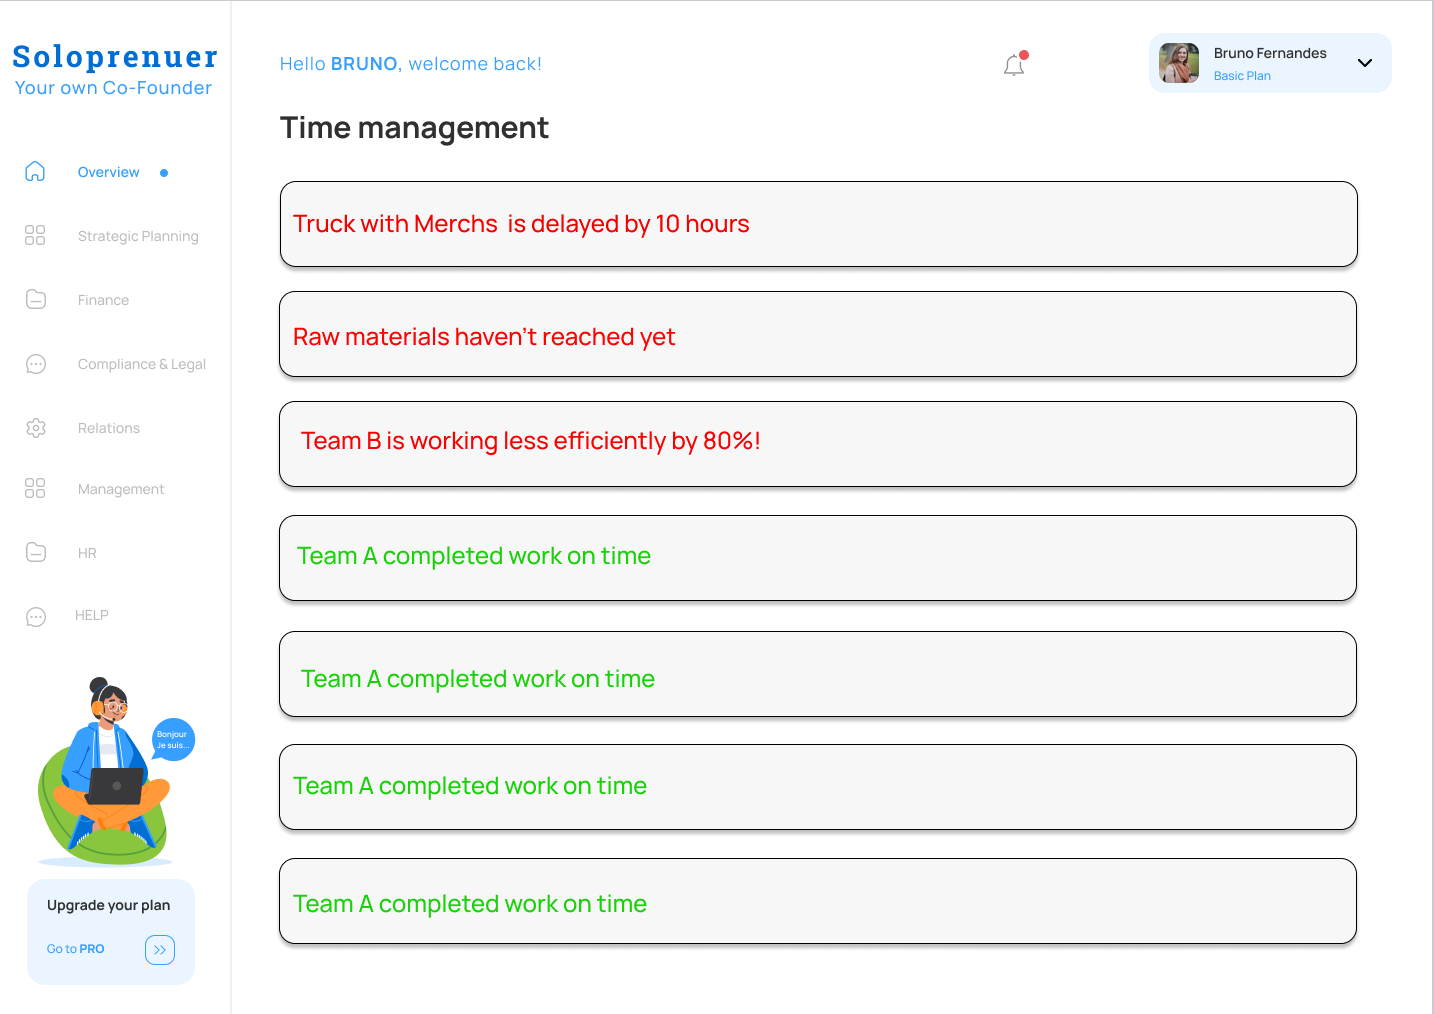 Soloprenuer
Your own Co-Founder
Hello BRUNO, welcome back!
Bruno Fernandes
Basic Plan
Time management
Overview
Strategic Planning
Finance
Compliance & Legal
Relations
Management
HR
HELP
Bonjour
Je suis...
Upgrade your plan
Go to PRO
Truck with Merchs  is delayed by 10 hours
Raw materials haven't reached yet
Team B is working less efficiently by 80%!
Team A completed work on time
Team A completed work on time
Team A completed work on time
Team A completed work on time